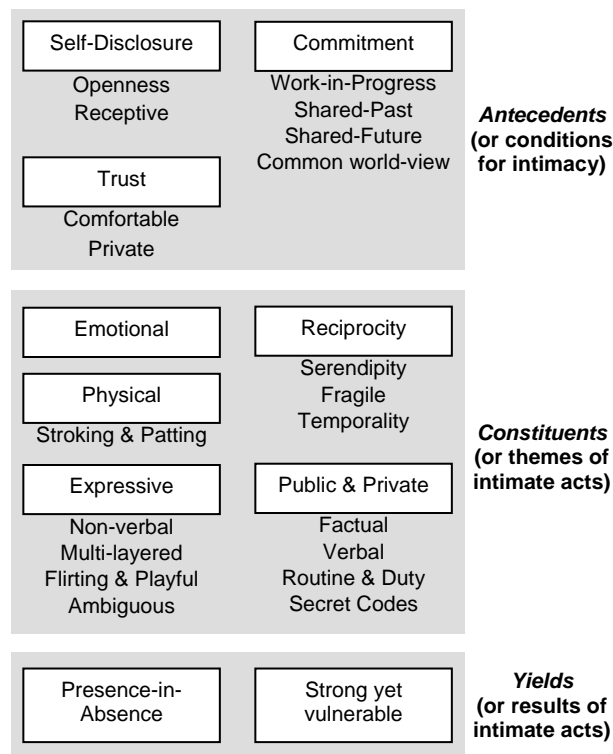 Self-Disclosure
Openness
Receptive
Trust
Comfortable
Private
Commitment
Work-in-Progress
Shared-Past
Shared-Future
Common world-view
Antecedents
(or conditions
for intimacy)
Emotional
Physical
Stroking & Patting
Expressive
Non-verbal
Multi-layered
Flirting & Playful
Ambiguous
Reciprocity
Serendipity
Fragile
Temporality
Public & Private
Factual
Verbal
Routine & Duty
Secret Codes
Constituents
(or themes of
intimate acts)
Presence-in-
Absence
Strong yet
vulnerable
Yields
(or results of
intimate acts)